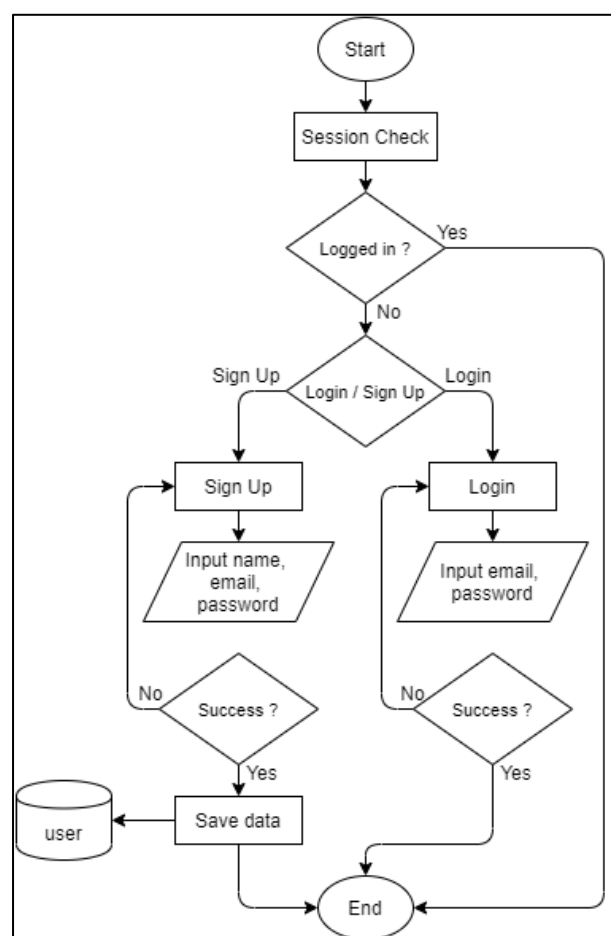 Start
Session Check
Logged in ?
Yes
No
Login / Sign Up
Sign Up
Login
Sign Up
Login
Input name,
email,
password
Input email,
password
No
Success ?
No
Success ?
Yes
Yes
user
Save data
End